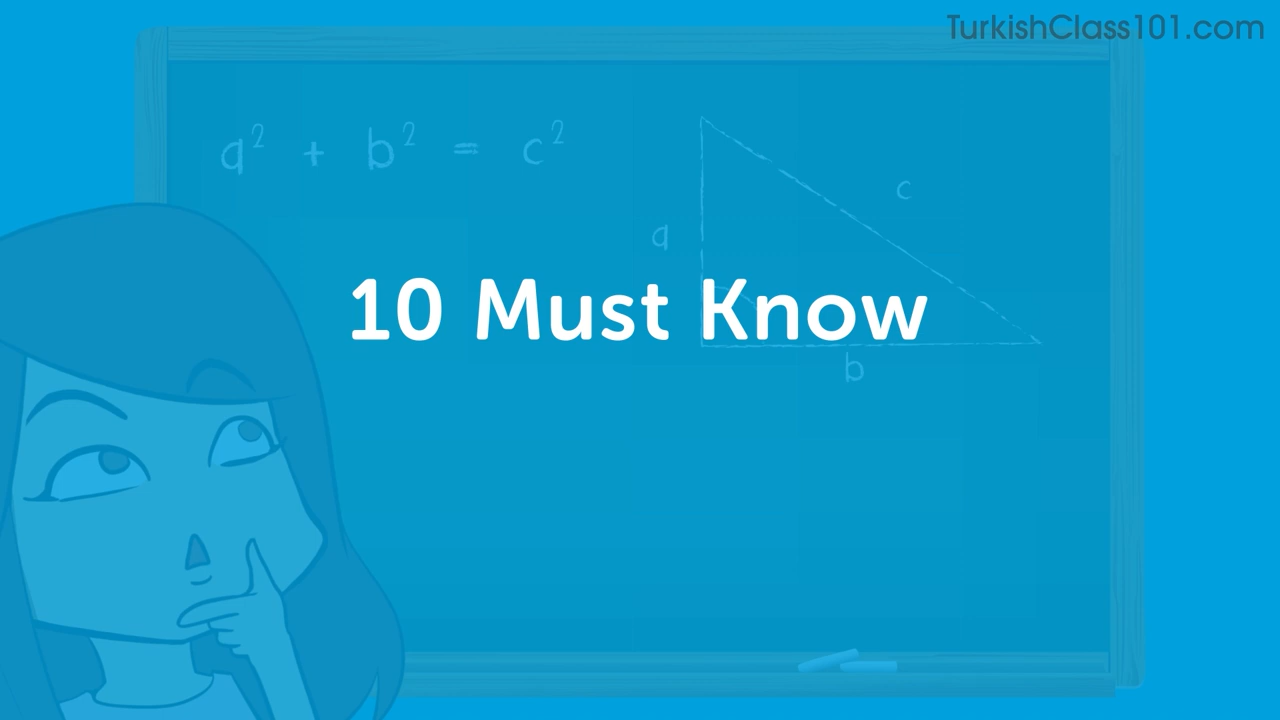 TurkishClass101.com
a² + b² = c²
c
a
10 Must Know
b